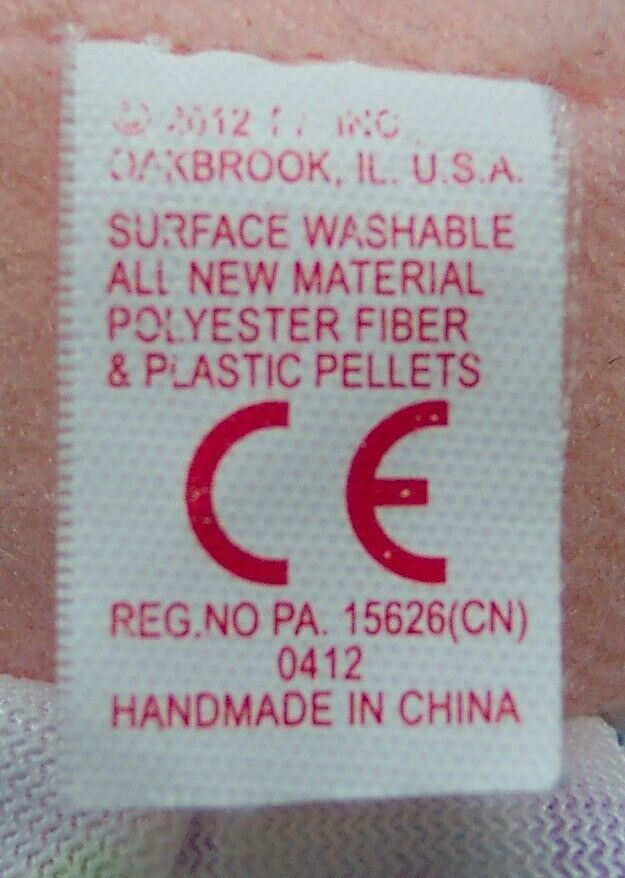 © 2012 INC
OAKBROOK, IL. U.S.A.
SURFACE WASHABLE
ALL NEW MATERIAL
POLYESTER FIBER
& PLASTIC PELLETS
CE
REG.NO PA. 15626(CN)
0412
HANDMADE IN CHINA